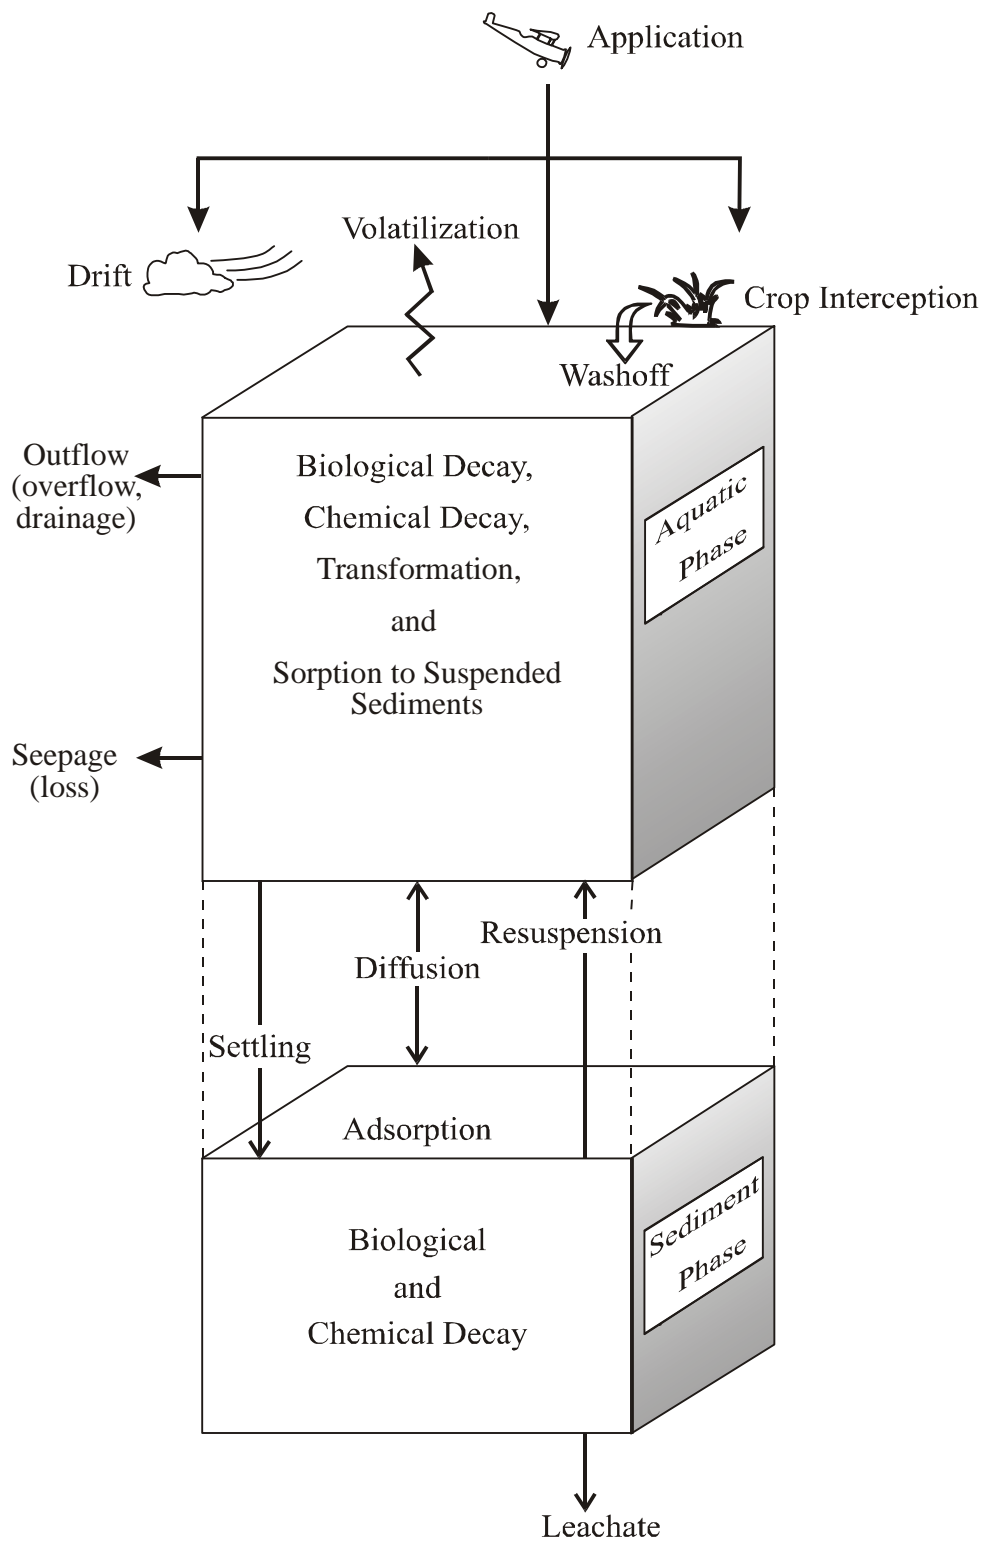 Application
Volatilization
Drift
Crop Interception
Washoff
Outflow
(overflow,
drainage)
Biological Decay,
Chemical Decay,
Transformation,
and
Sorption to Suspended
Sediments
Aquatic
Phase
Seepage
(loss)
Resuspension
Diffusion
Settling
Adsorption
Biological
and
Chemical Decay
Sediment
Phase
Leachate